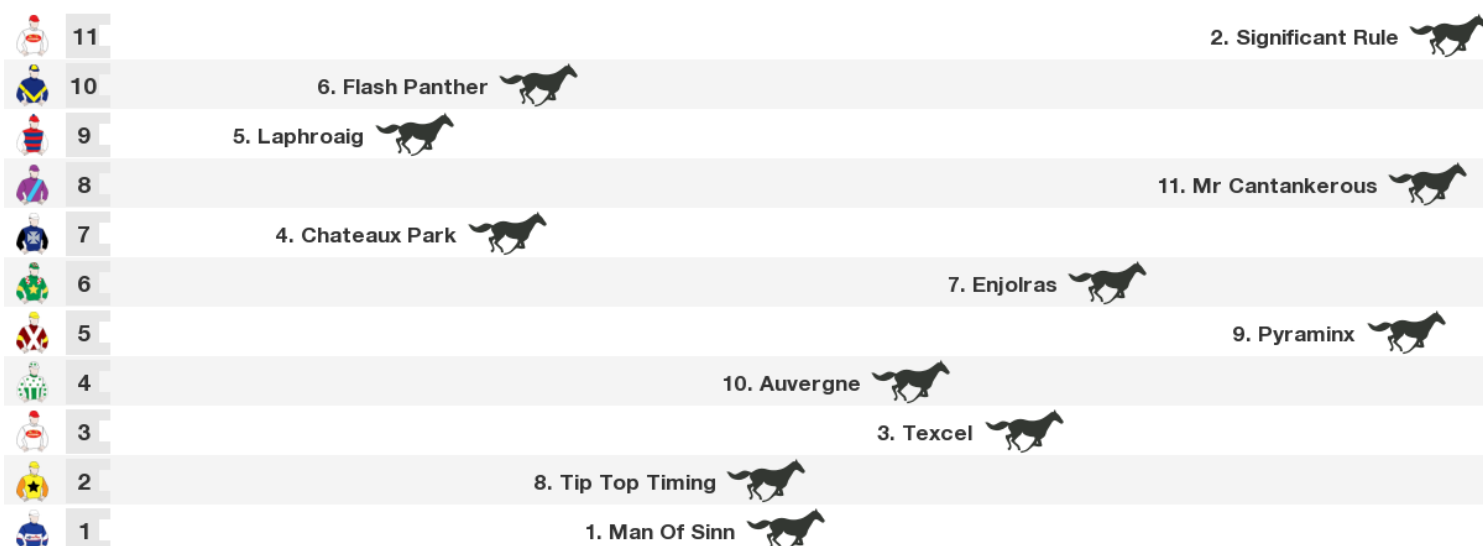 11 2. Significant Rule
10 6. Flash Panther
9 5. Laphroaig
8 11. Mr Cantankerous
7 4. Chateaux Park
6 7. Enjolras
5 9. Pyraminx
4 10. Auvergne
3 3. Texcel
2 8. Tip Top Timing
1 1. Man Of Sinn